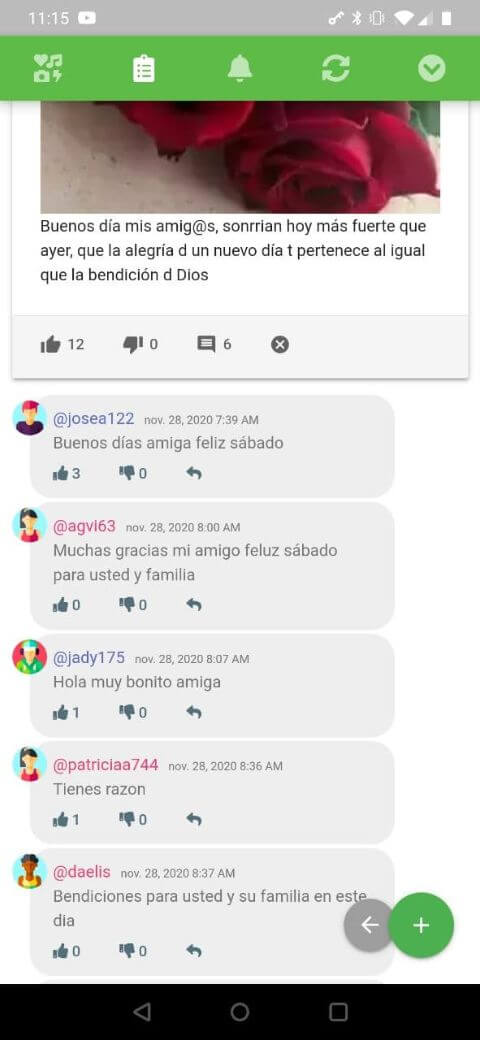 11:15
Buenos día mis amig@s, sonrrian hoy más fuerte que
ayer, que la alegría d un nuevo día t pertenece al igual
que la bendición d Dios
12 0 6
@josea122 nov. 28, 2020 7:39 AM
Buenos días amiga feliz sábado
3 0
@agvi63 nov. 28, 2020 8:00 AM
Muchas gracias mi amigo feluz sábado
para usted y familia
0 0
@jady175 nov. 28, 2020 8:07 AM
Hola muy bonito amiga
1 0
@patriciaa744 nov. 28, 2020 8:36 AM
Tienes razon
1 0
@daelis nov. 28, 2020 8:37 AM
Bendiciones para usted y su familia en este
dia
0 0